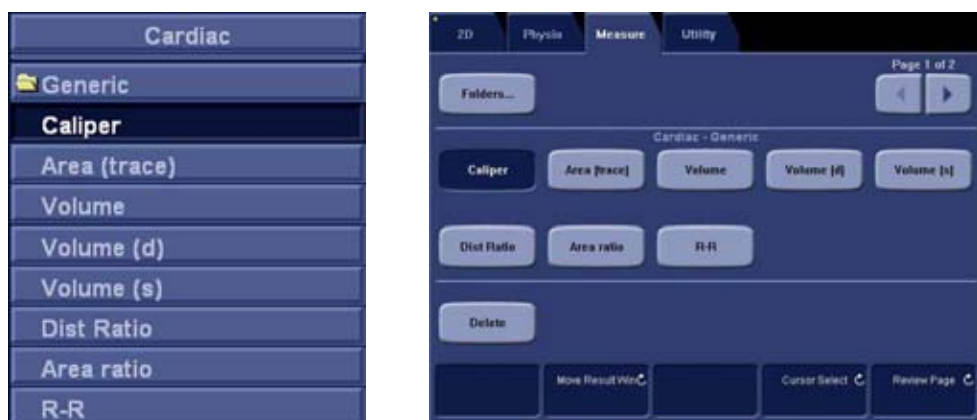 Cardiac
Generic
Caliper
Area (trace)
Volume
Volume (d)
Volume (s)
Dist Ratio
Area ratio
R-R
2D Physio Measure Utility
Page 1 of 2
Folders...
Cardiac - Generic
Caliper Area [trace] Volume Volume [d] Volume [s]
Dist Ratio Area ratio R-R
Delete
Move Result Win Cursor Select Review Page